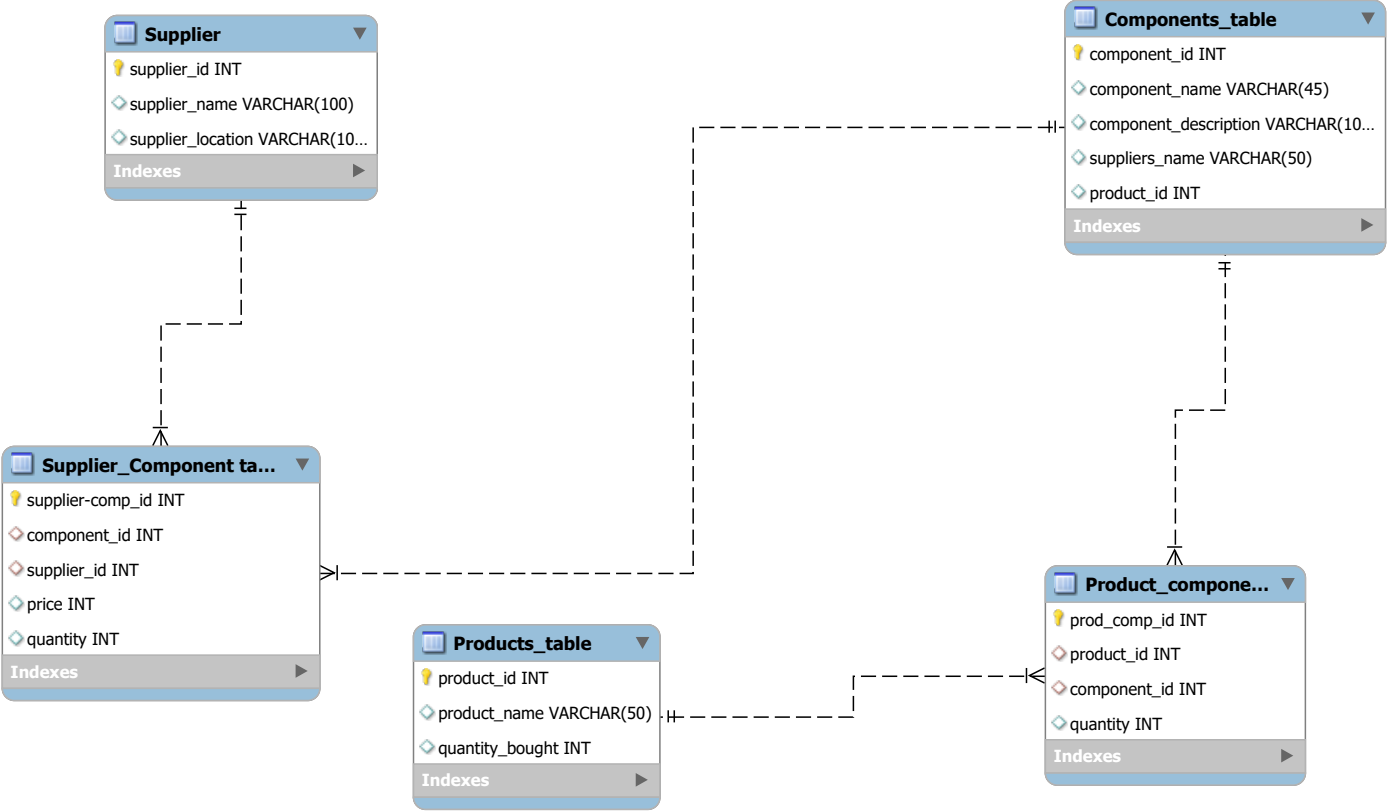 Supplier
supplier_id INT
supplier_name VARCHAR(100)
supplier_location VARCHAR(10...
Indexes
Components_table
component_id INT
component_name VARCHAR(45)
component_description VARCHAR(10...
suppliers_name VARCHAR(50)
product_id INT
Indexes
Supplier_Component ta...
supplier-comp_id INT
component_id INT
supplier_id INT
price INT
quantity INT
Indexes
Products_table
product_id INT
product_name VARCHAR(50)
quantity_bought INT
Indexes
Product_compone...
prod_comp_id INT
product_id INT
component_id INT
quantity INT
Indexes